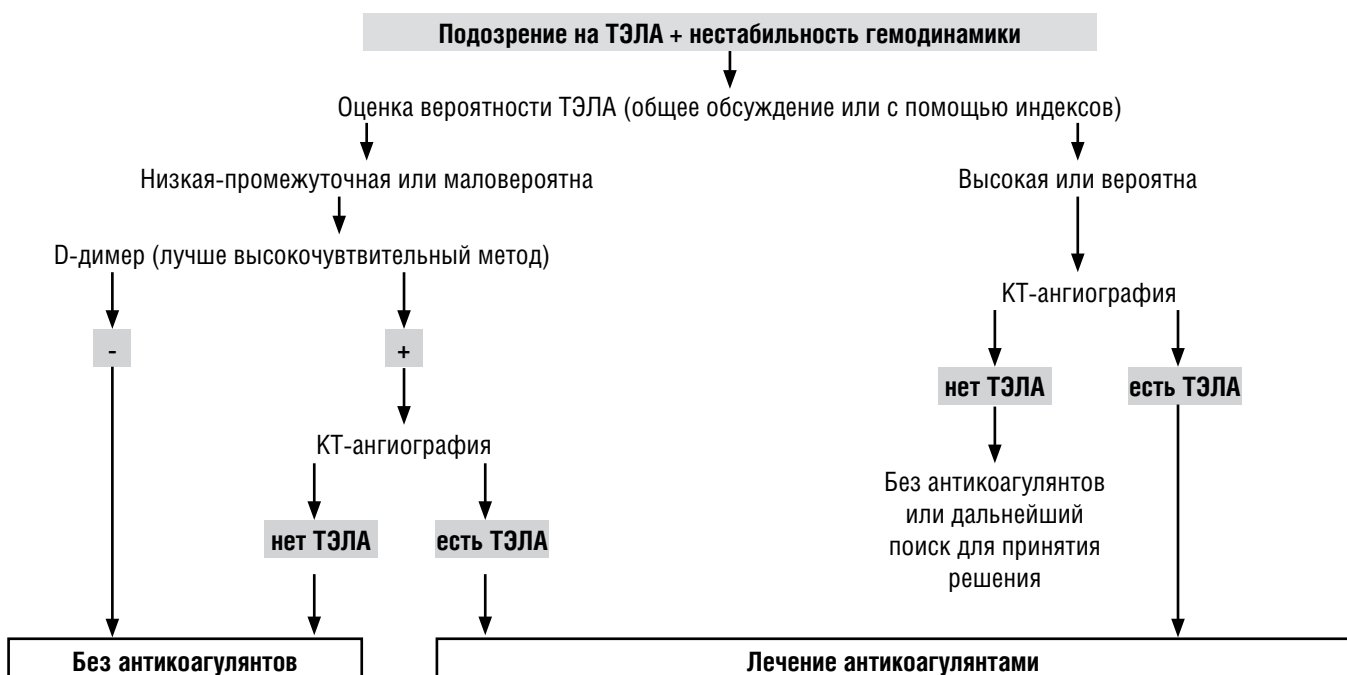 Подозрение на ТЭЛА + нестабильность гемодинамики
Оценка вероятности ТЭЛА (общее обсуждение или с помощью индексов)
Низкая-промежуточная или маловероятна
Высокая или вероятна
D-димер (лучше высокочувтвительный метод)
КТ-ангиография
-
+
нет ТЭЛА
есть ТЭЛА
КТ-ангиография
Без антикоагулянтов
или дальнейший
поиск для принятия
решения
нет ТЭЛА
есть ТЭЛА
Без антикоагулянтов
Лечение антикоагулянтами